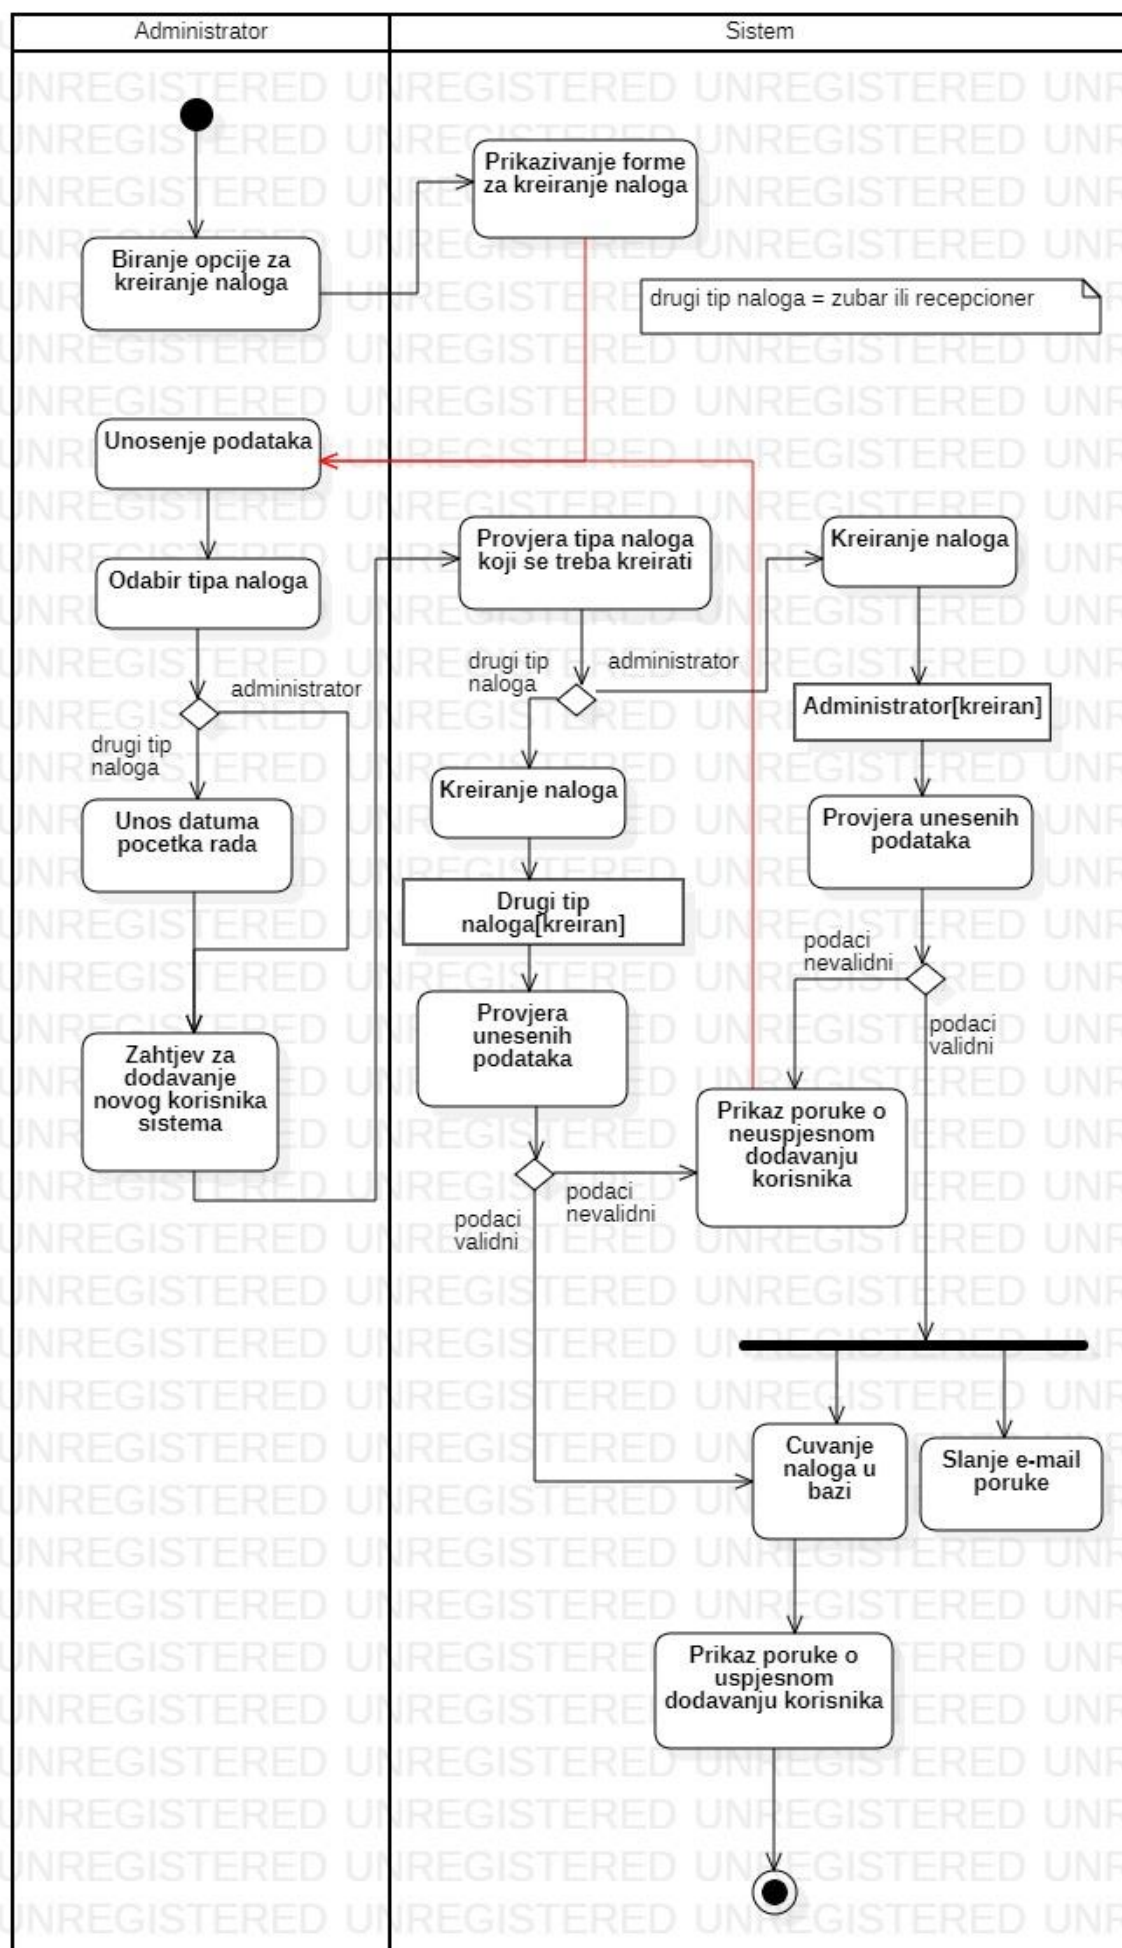 Administrator
Sistem
Prikazivanje forme
za kreiranje naloga
Biranje opcije za
kreiranje naloga
drugi tip naloga = zubar ili recepcioner
Unosenje podataka
Provjera tipa naloga
koji se treba kreirati
Kreiranje naloga
Odabir tipa naloga
drugi tip
naloga
administrator
administrator
Administrator[kreiran]
drugi tip
naloga
Kreiranje naloga
Unos datuma
pocetka rada
Provjera unesenih
podataka
Drugi tip
naloga[kreiran]
podaci
nevalidni
Provjera
unesenih
podataka
podaci
validni
Zahtjev za
dodavanje
novog korisnika
sistema
Prikaz poruke o
neuspjesnom
dodavanju
korisnika
podaci
nevalidni
podaci
validni
Cuvanje
naloga u
bazi
Slanje e-mail
poruke
Prikaz poruke o
uspjesnom
dodavanju korisnika
UNREGISTERED